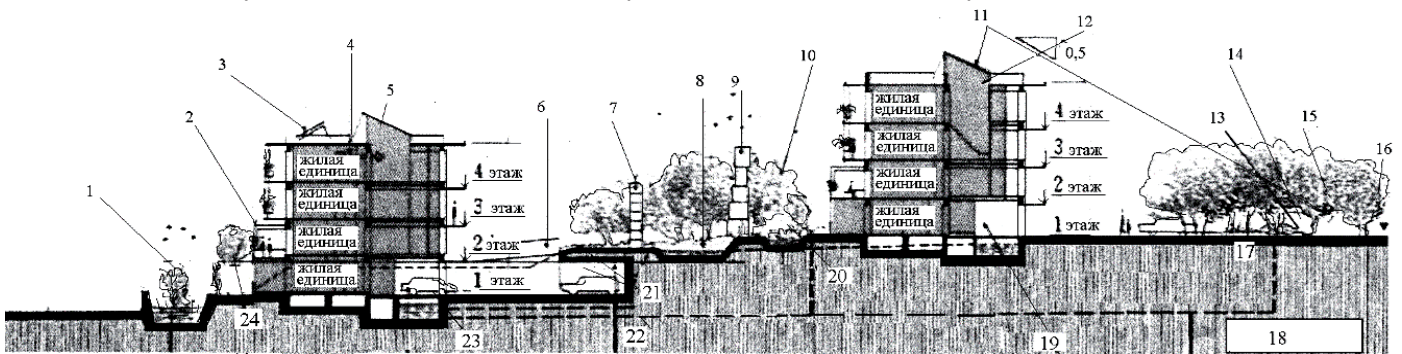 1
2
3
4
5
6
7
8
9
10
11
12
0,5
13
14
15
16
жилая
единица
жилая
единица
жилая
единица
жилая
единица
4 этаж
3 этаж
2 этаж
1 этаж
жилая
единица
жилая
единица
жилая
единица
жилая
единица
4 этаж
3 этаж
2 этаж
1 этаж
17
18
19
20
21
22
23
24